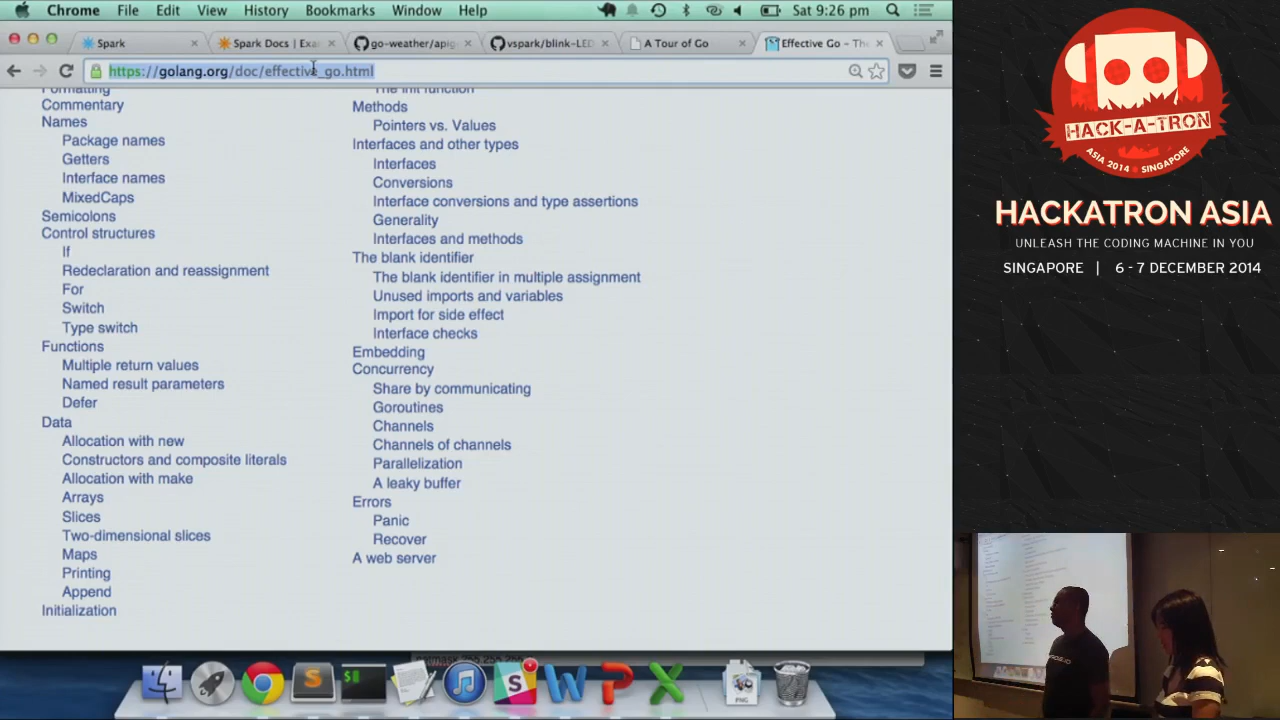 Chrome File Edit View History Bookmarks Window Help Sat 9:26 pm
Spark
Spark Docs | Exa
go-weather/apig
vspark/blink-LED
A Tour of Go
Effective Go - The
https://golang.org/doc/effective_go.html
Formatting
Commentary
Names
Package names
Getters
Interface names
MixedCaps
Semicolons
Control structures
If
Redeclaration and reassignment
For
Switch
Type switch
Functions
Multiple return values
Named result parameters
Defer
Data
Allocation with new
Constructors and composite literals
Allocation with make
Arrays
Slices
Two-dimensional slices
Maps
Printing
Append
Initialization
The init function
Methods
Pointers vs. Values
Interfaces and other types
Interfaces
Conversions
Interface conversions and type assertions
Generality
Interfaces and methods
The blank identifier
The blank identifier in multiple assignment
Unused imports and variables
Import for side effect
Interface checks
Embedding
Concurrency
Share by communicating
Goroutines
Channels
Channels of channels
Parallelization
A leaky buffer
Errors
Panic
Recover
A web server
PNG
HACK-A-TRON
ASIA 2014 SINGAPORE
HACKATRON ASIA
UNLEASH THE CODING MACHINE IN YOU
SINGAPORE | 6 - 7 DECEMBER 2014